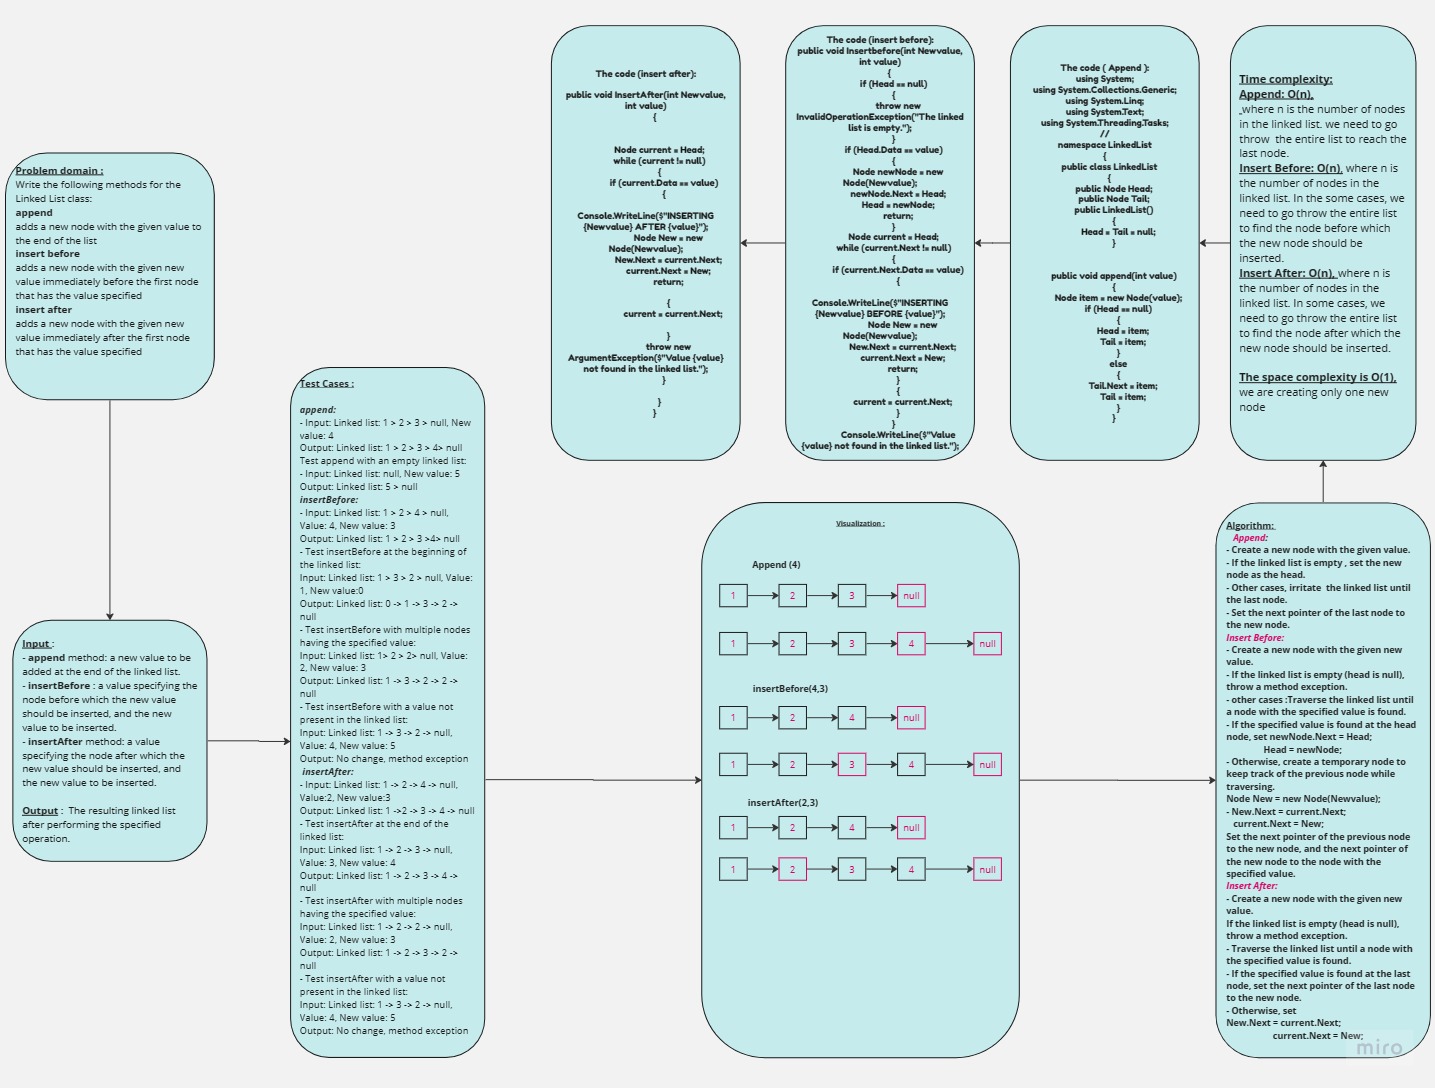 Problem domain :
Write the following methods for the
Linked List class:
append
adds a new node with the given value to
the end of the list
insert before
adds a new node with the given new
value immediately before the first node
that has the value specified
insert after
adds a new node with the given new
value immediately after the first node
that has the value specified
Input :
- append method: a new value to be
added at the end of the linked list.
- insertBefore : a value specifying the
node before which the new value
should be inserted, and the new
value to be inserted.
- insertAfter method: a value
specifying the node after which the
new value should be inserted, and
the new value to be inserted.
Output : The resulting linked list
after performing the specified
operation.
Test Cases :
append:
- Input: Linked list: 1 > 2 > 3 > null, New
value: 4
Output: Linked list: 1 > 2 > 3 > 4> null
Test append with an empty linked list:
- Input: Linked list: null, New value: 5
Output: Linked list: 5 > null
insertBefore:
- Input: Linked list: 1 > 2 > 4 > null,
Value: 4, New value: 3
Output: Linked list: 1 > 2 > 3 >4> null
- Test insertBefore at the beginning of
the linked list:
Input: Linked list: 1 > 3 > 2 > null, Value:
1, New value:0
Output: Linked list: 0 -> 1 -> 3 -> 2 ->
null
- Test insertBefore with multiple nodes
having the specified value:
Input: Linked list: 1> 2 > 2> null, Value:
2, New value: 3
Output: Linked list: 1 -> 3 -> 2 -> 2 ->
null
- Test insertBefore with a value not
present in the linked list:
Input: Linked list: 1 -> 3 -> 2 -> null,
Value: 4, New value: 5
Output: No change, method exception
insertAfter:
- Input: Linked list: 1 -> 2 -> 4 -> null,
Value:2, New value:3
Output: Linked list: 1 ->2 -> 3 -> 4 -> null
- Test insertAfter at the end of the
linked list:
Input: Linked list: 1 -> 2 -> 3 -> null,
Value: 3, New value: 4
Output: Linked list: 1 -> 2 -> 3 -> 4 ->
null
- Test insertAfter with multiple nodes
having the specified value:
Input: Linked list: 1 -> 2 -> 2 -> null,
Value: 2, New value: 3
Output: Linked list: 1 -> 2 -> 3 -> 2 ->
null
- Test insertAfter with a value not
present in the linked list:
Input: Linked list: 1 -> 3 -> 2 -> null,
Value: 4, New value: 5
Output: No change, method exception
Visualization :
Append (4)
1 2 3 null
1 2 3 4 null
insertBefore(4,3)
1 2 4 null
1 2 3 4 null
insertAfter(2,3)
1 2 4 null
1 2 3 4 null
Algorithm:
Append:
- Create a new node with the given value.
- If the linked list is empty , set the new
node as the head.
- Other cases, irritate the linked list until
the last node.
- Set the next pointer of the last node to
the new node.
Insert Before:
- Create a new node with the given new
value.
- If the linked list is empty (head is null),
throw a method exception.
- other cases :Traverse the linked list until
a node with the specified value is found.
- If the specified value is found at the head
node, set newNode.Next = Head;
Head = newNode;
- Otherwise, create a temporary node to
keep track of the previous node while
traversing.
Node New = new Node(Newvalue);
- New.Next = current.Next;
current.Next = New;
Set the next pointer of the previous node
to the new node, and the next pointer of
the new node to the node with the
specified value.
Insert After:
- Create a new node with the given new
value.
If the linked list is empty (head is null),
throw a method exception.
- Traverse the linked list until a node with
the specified value is found.
- If the specified value is found at the last
node, set the next pointer of the last node
to the new node.
- Otherwise, set
New.Next = current.Next;
current.Next = New;
Time complexity:
Append: O(n),
where n is the number of nodes
in the linked list. we need to go
throw the entire list to reach the
last node.
Insert Before: O(n), where n is
the number of nodes in the
linked list. In the some cases, we
need to go throw the entire list
to find the node before which
the new node should be
inserted.
Insert After: O(n), where n is
the number of nodes in the
linked list. In some cases, we
need to go throw the entire list
to find the node after which the
new node should be inserted.
The space complexity is O(1),
we are creating only one new
node
The code ( Append ):
using System;
using System.Collections.Generic;
using System.Linq;
using System.Text;
using System.Threading.Tasks;
//
namespace LinkedList
{
public class LinkedList
{
public Node Head;
public Node Tail;
public LinkedList()
{
Head = Tail = null;
}
public void append(int value)
{
Node item = new Node(value);
if (Head == null)
{
Head = item;
Tail = item;
}
else
{
Tail.Next = item;
Tail = item;
}
}
The code (insert before):
public void Insertbefore(int Newvalue,
int value)
{
if (Head == null)
{
throw new
InvalidOperationException("The linked
list is empty.");
}
if (Head.Data == value)
{
Node newNode = new
Node(Newvalue);
newNode.Next = Head;
Head = newNode;
return;
}
Node current = Head;
while (current.Next != null)
{
if (current.Next.Data == value)
{
Console.WriteLine($"INSERTING
{Newvalue} BEFORE {value}");
Node New = new
Node(Newvalue);
New.Next = current.Next;
current.Next = New;
return;
}
{
current = current.Next;
}
}
Console.WriteLine($"Value
{value} not found in the linked list.");
The code (insert after):
public void InsertAfter(int Newvalue,
int value)
{
Node current = Head;
while (current != null)
{
if (current.Data == value)
{
Console.WriteLine($"INSERTING
{Newvalue} AFTER {value}");
Node New = new
Node(Newvalue);
New.Next = current.Next;
current.Next = New;
return;
{
current = current.Next;
}
throw new
ArgumentException($"Value {value}
not found in the linked list.");
}
}
}
miro